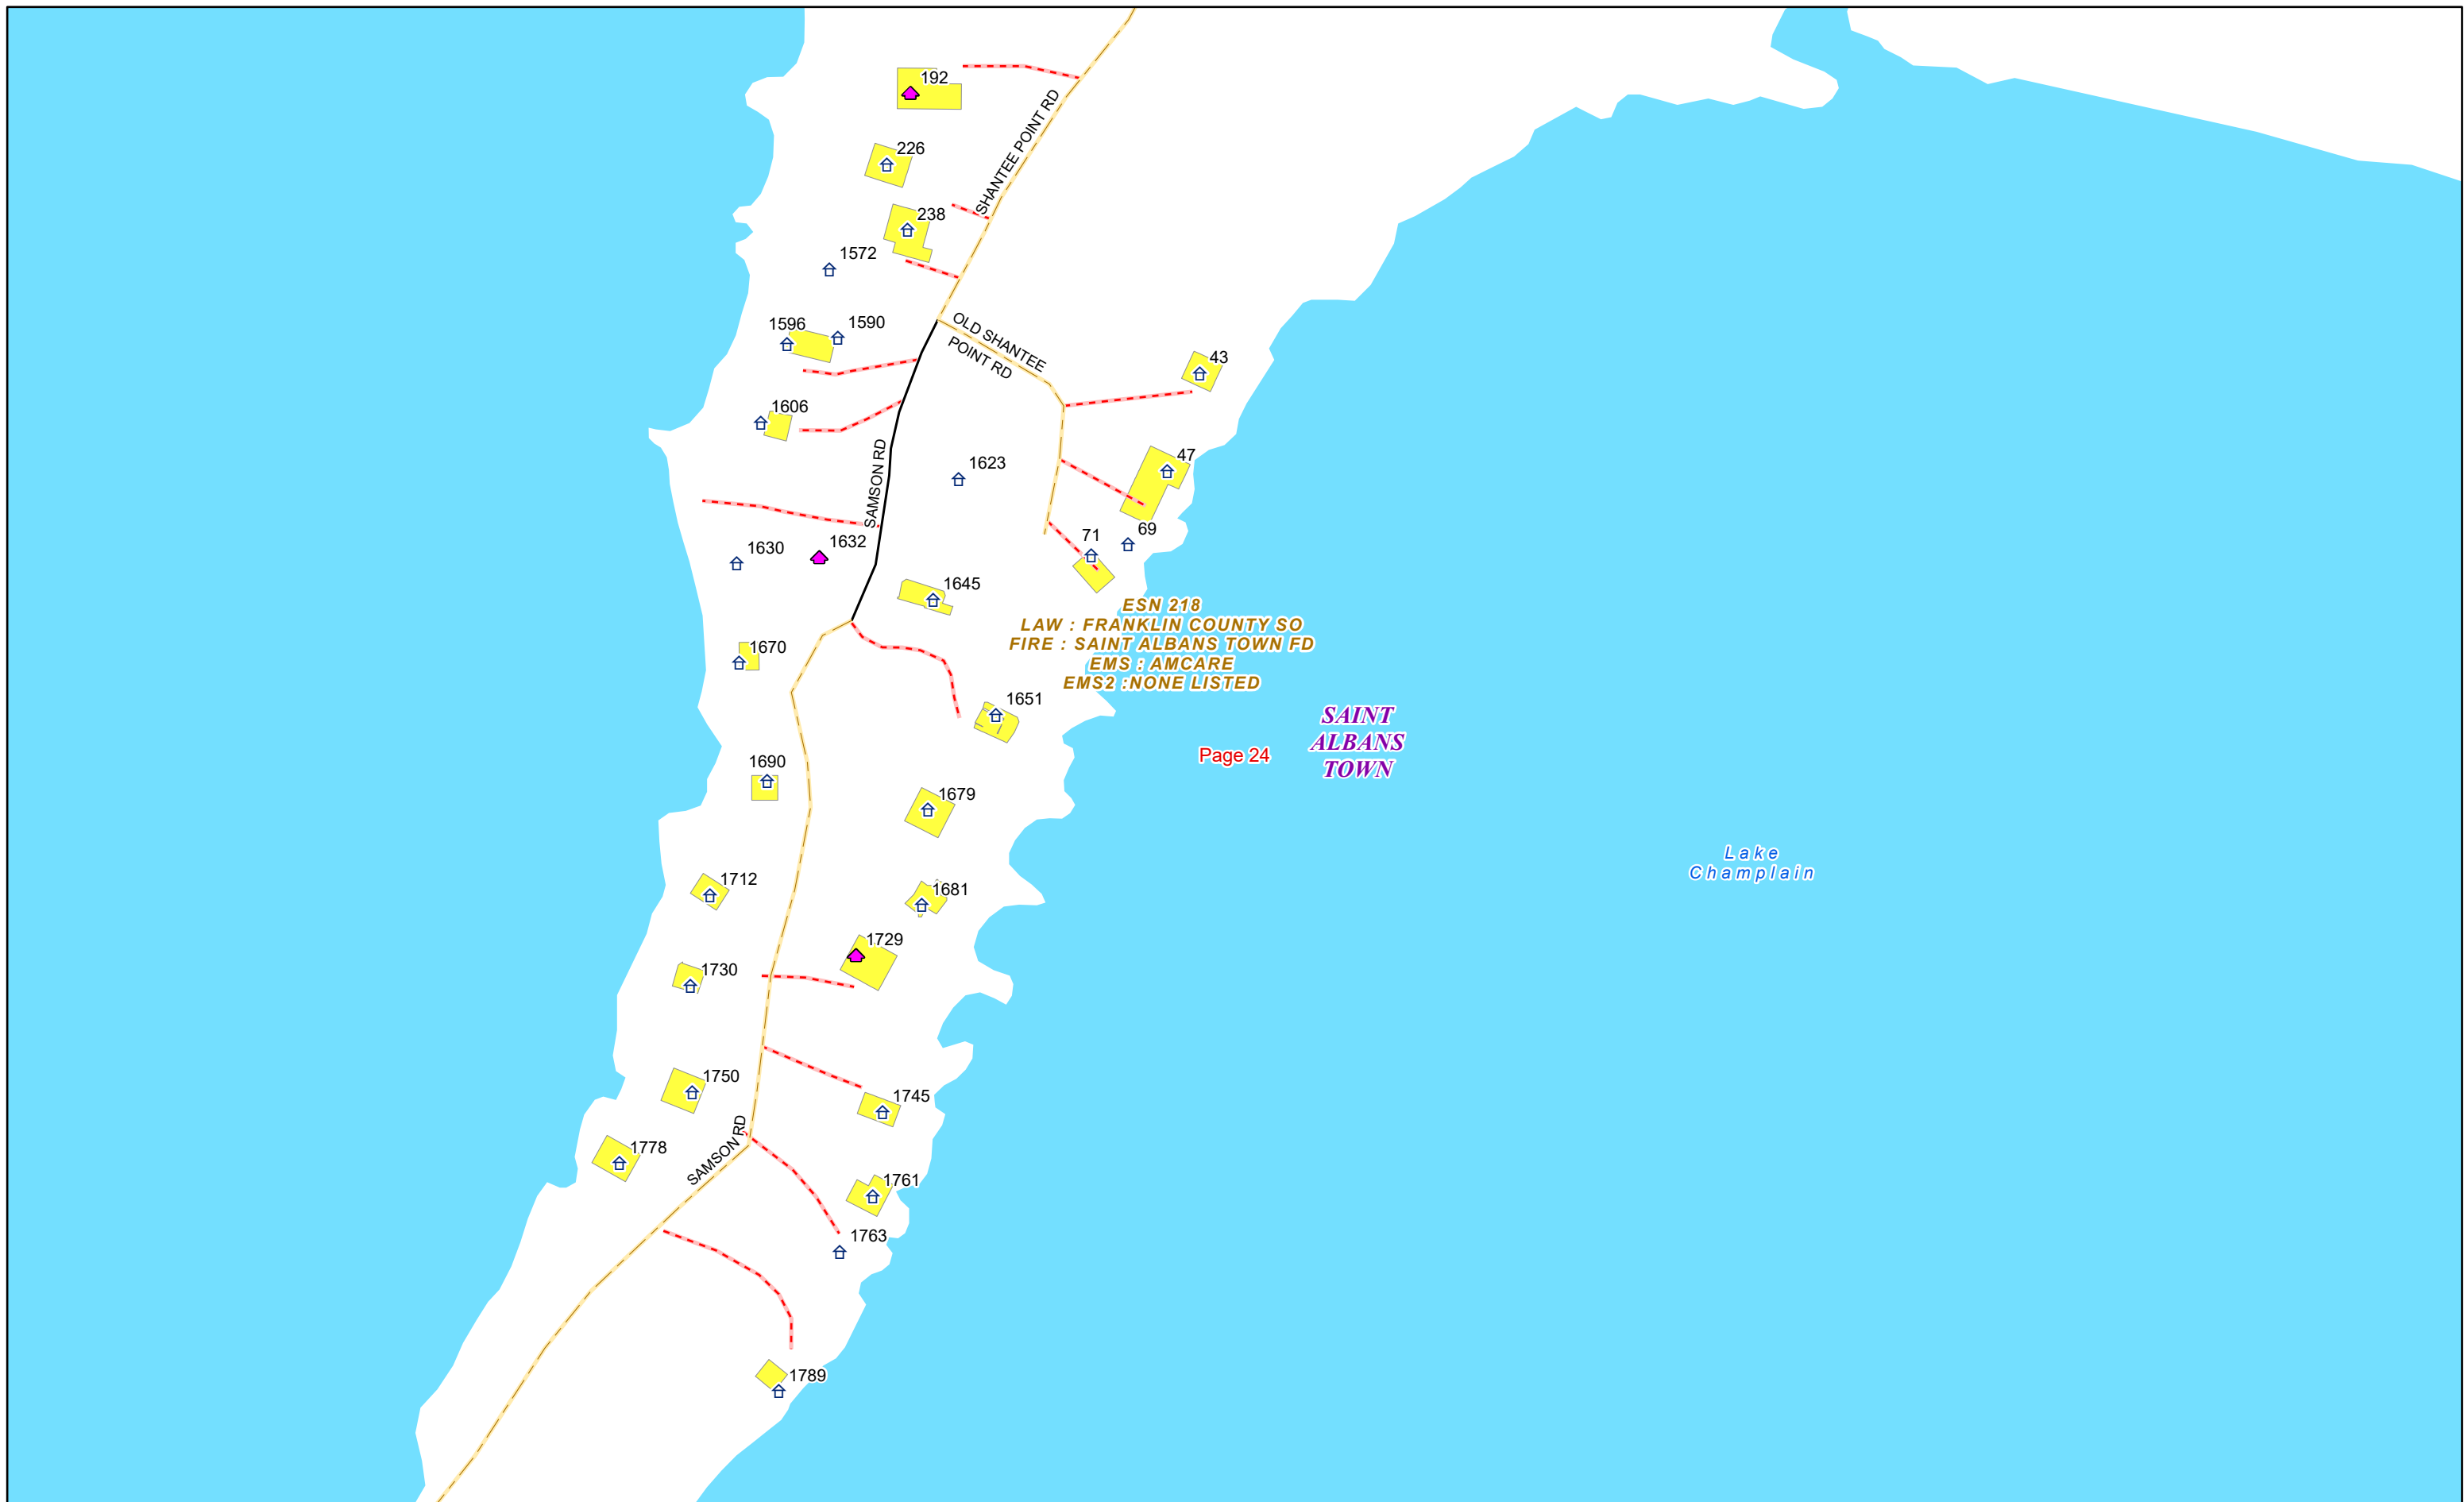 192
226
SHANTEE POINT RD
238
1572
1596
1590
OLD SHANTEE
POINT RD
43
1606
SAMSON RD
1623
47
69
71
1630
1632
1645
ESN 218
LAW : FRANKLIN COUNTY SO
FIRE : SAINT ALBANS TOWN FD
EMS : AMCARE
EMS2 :NONE LISTED
1670
1651
SAINT
ALBANS
TOWN
Page 24
1690
1679
Lake
Champlain
1712
1681
1729
1730
1750
1745
SAMSON RD
1778
1761
1763
1789